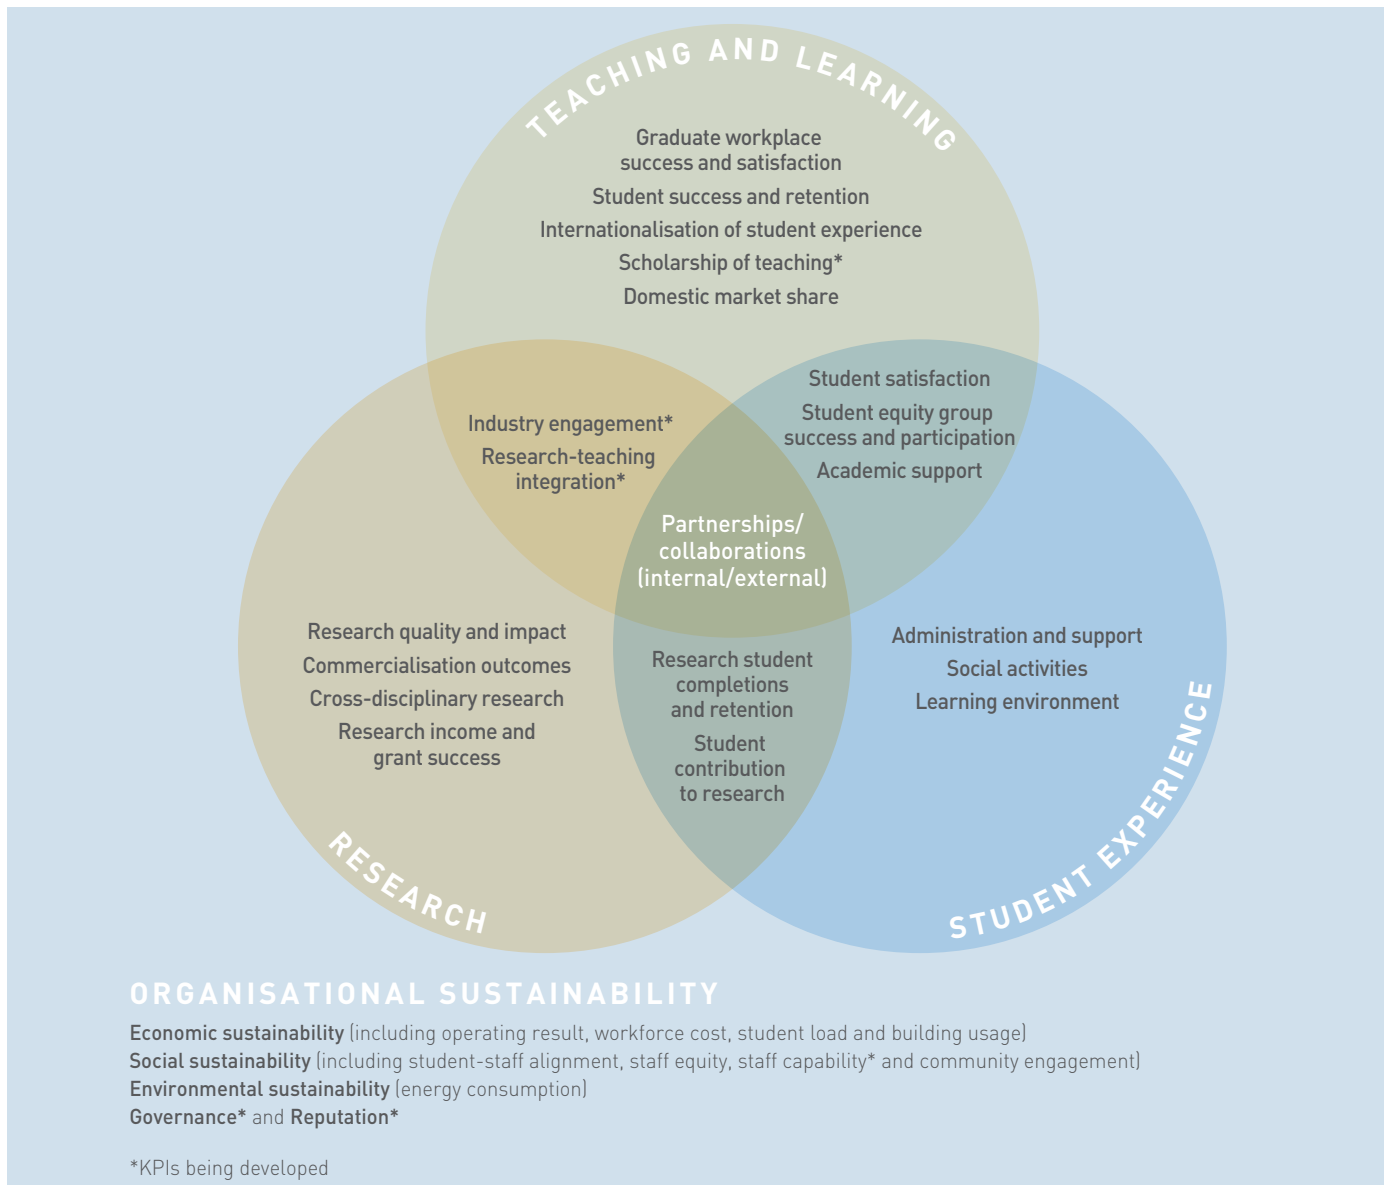 TEACHING AND LEARNING
Graduate workplace
success and satisfaction
Student success and retention
Internationalisation of student experience
Scholarship of teaching*
Domestic market share
Student satisfaction
Student equity group
success and participation
Academic support
Industry engagement*
Research-teaching
integration*
Partnerships/
collaborations
(internal/external)
Research quality and impact
Commercialisation outcomes
Cross-disciplinary research
Research income and
grant success
RESEARCH
Research student
completions
and retention
Student
contribution
to research
Administration and support
Social activities
Learning environment
STUDENT EXPERIENCE
ORGANISATIONAL SUSTAINABILITY
Economic sustainability (including operating result, workforce cost, student load and building usage)
Social sustainability (including student-staff alignment, staff equity, staff capability* and community engagement)
Environmental sustainability (energy consumption)
Governance* and Reputation*
*KPIs being developed